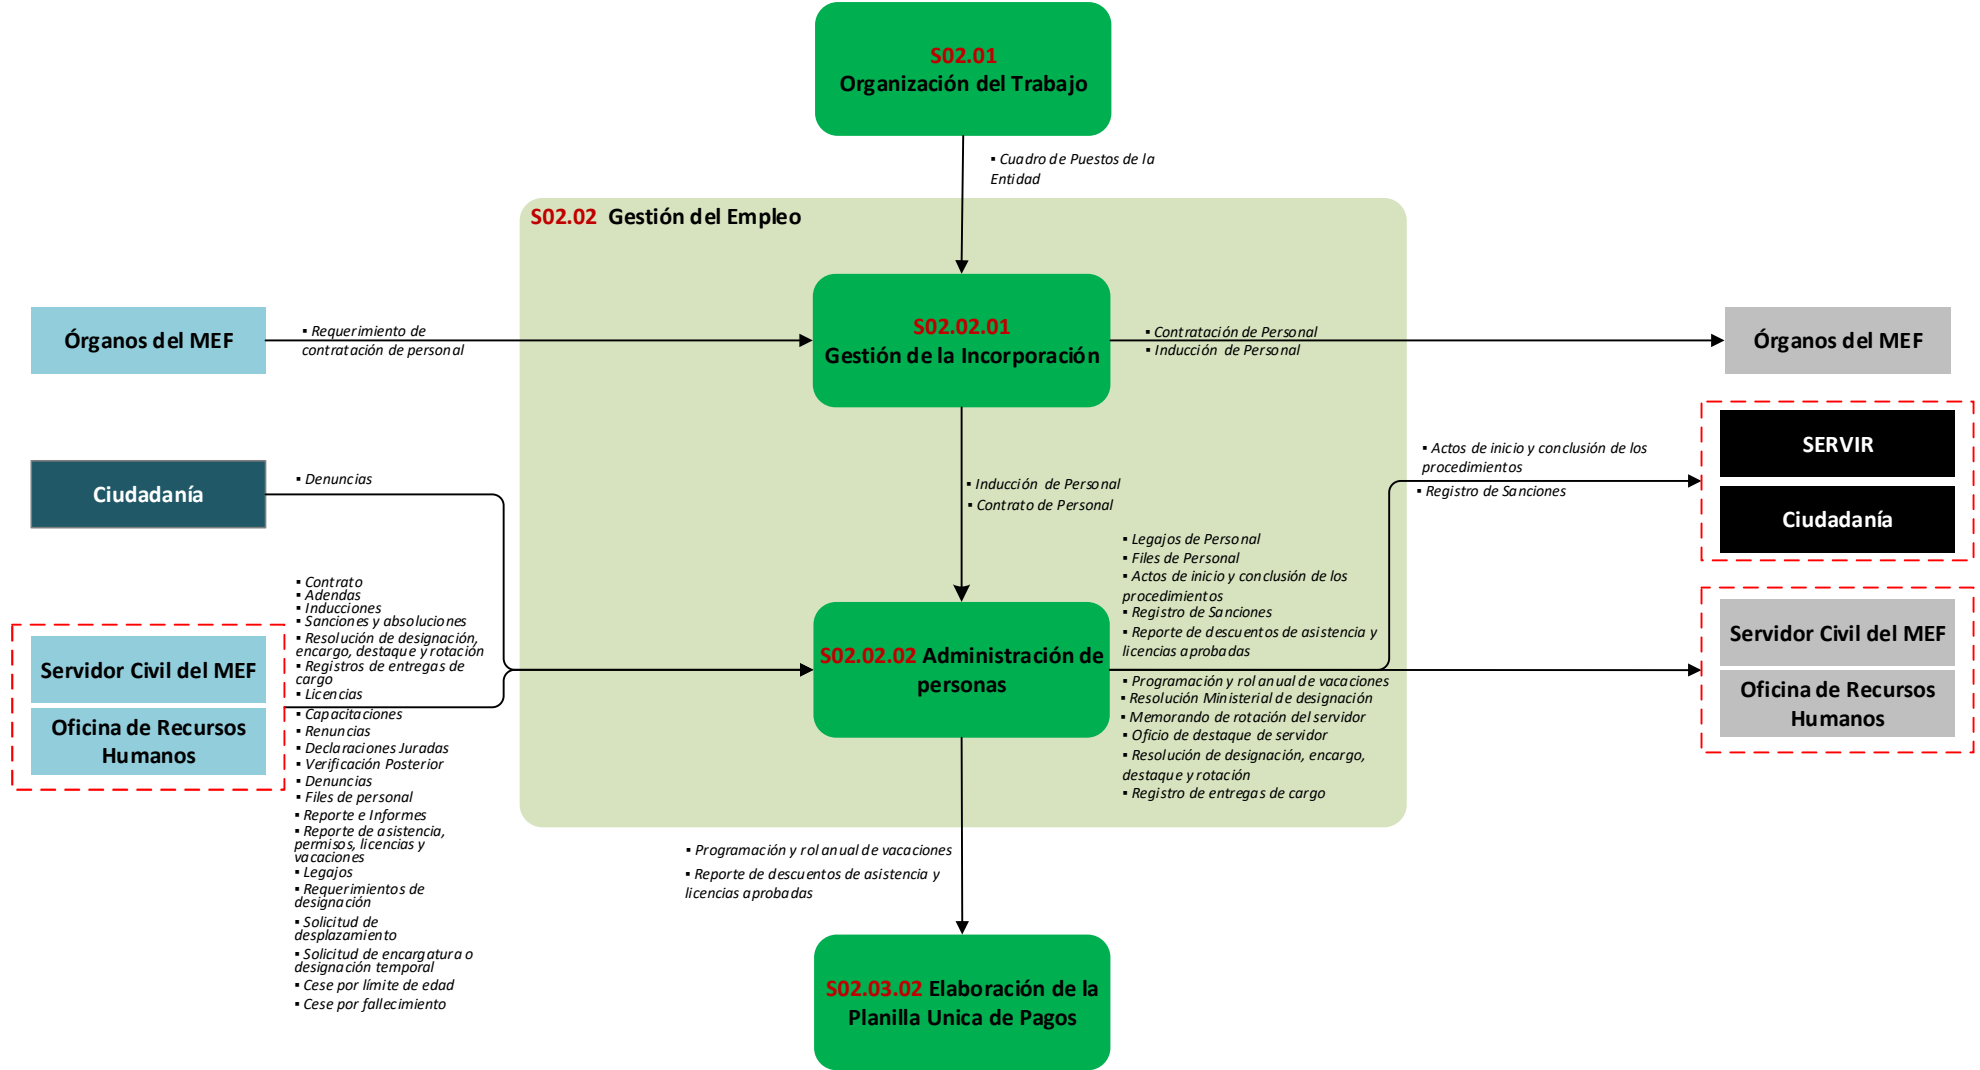 S02.01
Organización del Trabajo
▪ Cuadro de Puestos de la
Entidad
S02.02 Gestión del Empleo
Órganos del MEF
▪ Requerimiento de
contratación de personal
S02.02.01
Gestión de la Incorporación
▪ Contratación de Personal
▪ Inducción de Personal
Órganos del MEF
Ciudadanía
▪ Denuncias
▪ Inducción de Personal
▪ Contrato de Personal
▪ Actos de inicio y conclusión de los
procedimientos
▪ Registro de Sanciones
SERVIR
Ciudadanía
Servidor Civil del MEF
Oficina de Recursos
Humanos
▪ Contrato
▪ Adendas
▪ Inducciones
▪ Sanciones y absoluciones
▪ Resolución de designación,
encargo, destaque y rotación
▪ Registros de entregas de
cargo
▪ Licencias
▪ Capacitaciones
▪ Renuncias
▪ Declaraciones Juradas
▪ Verificación Posterior
▪ Denuncias
▪ Files de personal
▪ Reporte e Informes
▪ Reporte de asistencia,
permisos, licencias y
vacaciones
▪ Legajos
▪ Requerimientos de
designación
▪ Solicitud de
desplazamiento
▪ Solicitud de encargatura o
designación temporal
▪ Cese por límite de edad
▪ Cese por fallecimiento
S02.02.02 Administración de
personas
▪ Legajos de Personal
▪ Files de Personal
▪ Actos de inicio y conclusión de los
procedimientos
▪ Registro de Sanciones
▪ Reporte de descuentos de asistencia y
licencias aprobadas
▪ Programación y rol anual de vacaciones
▪ Resolución Ministerial de designación
▪ Memorando de rotación del servidor
▪ Oficio de destaque de servidor
▪ Resolución de designación, encargo,
destaque y rotación
▪ Registro de entregas de cargo
Servidor Civil del MEF
Oficina de Recursos
Humanos
▪ Programación y rol anual de vacaciones
▪ Reporte de descuentos de asistencia y
licencias aprobadas
S02.03.02 Elaboración de la
Planilla Unica de Pagos